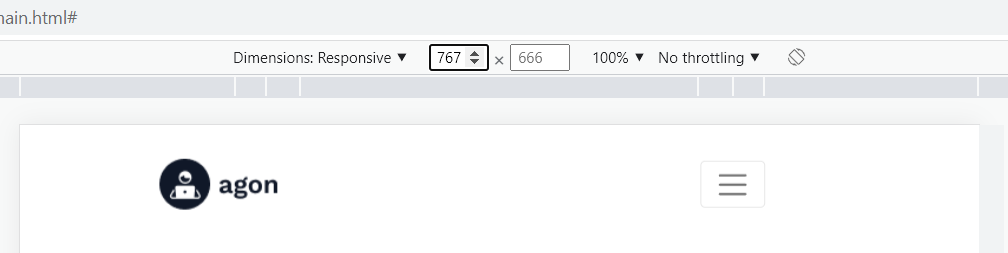 nain.html#
Dimensions: Responsive ▼ 767 × 666 100% ▼ No throttling ▼
agon